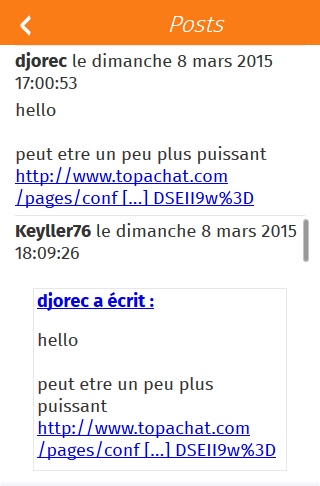 Posts
djorec le dimanche 8 mars 2015
17:00:53
hello
peut etre un peu plus puissant
http://www.topachat.com
/pages/conf [...] DSEII9w%3D
Keyller76 le dimanche 8 mars 2015
18:09:26
djorec a écrit :
hello
peut etre un peu plus
puissant
http://www.topachat.com
/pages/conf [...] DSEII9w%3D